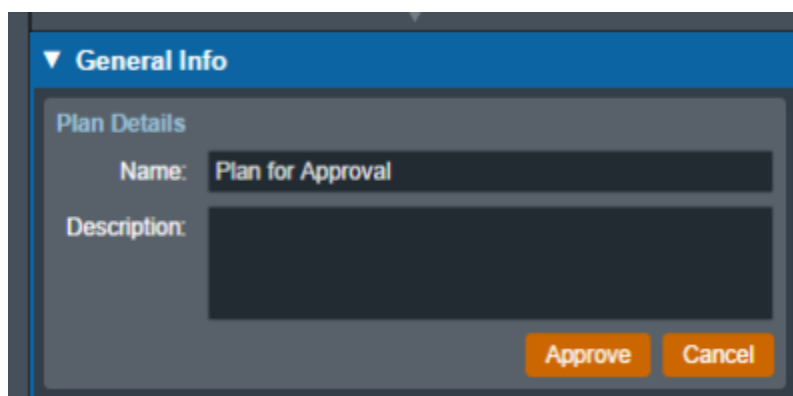 ▼ General Info
Plan Details
Name: Plan for Approval
Description:
Approve Cancel